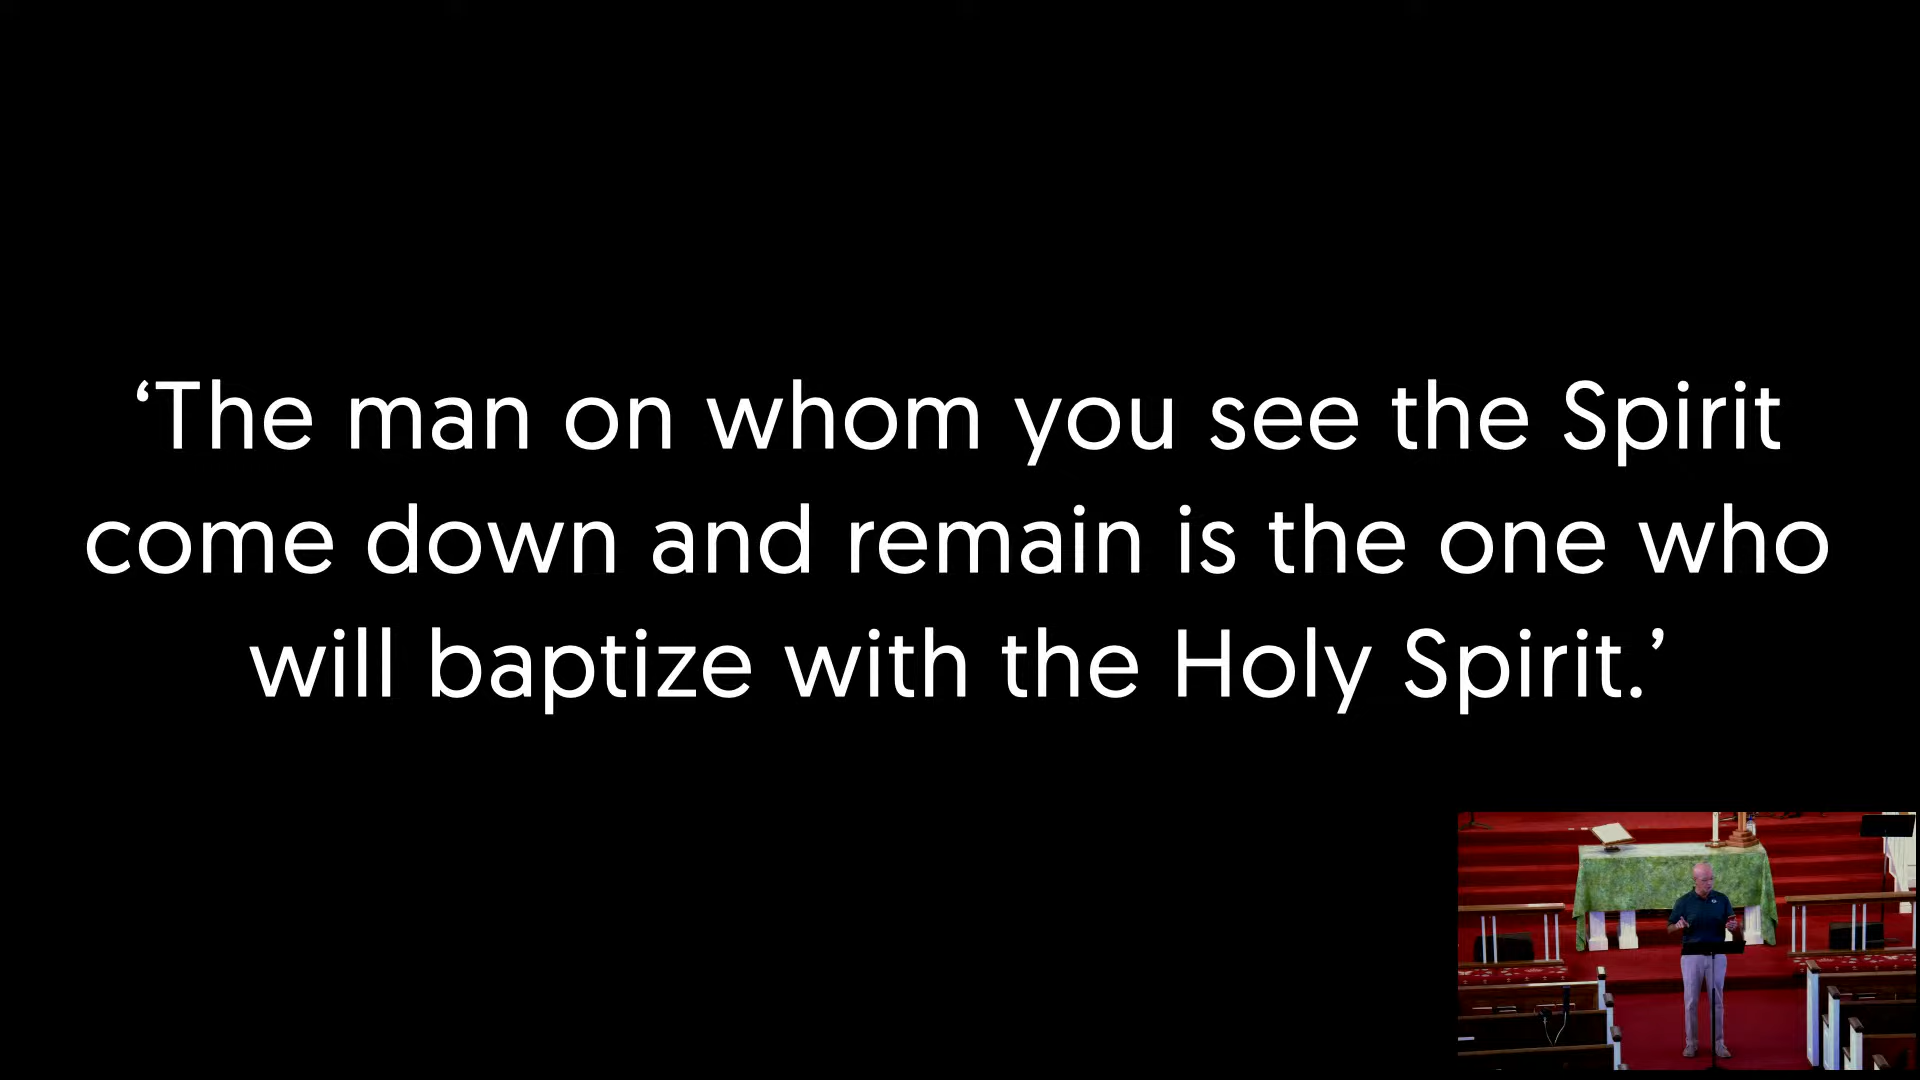 ‘The man on whom you see the Spirit
come down and remain is the one who
will baptize with the Holy Spirit.’